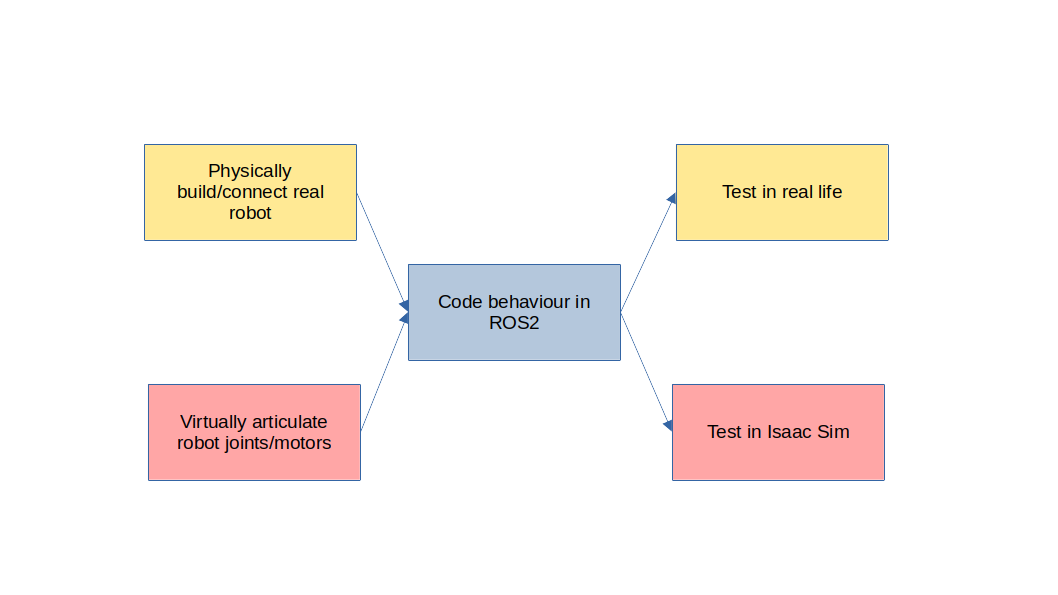 Physically
build/connect real
robot
Test in real life
Code behaviour in
ROS2
Virtually articulate
robot joints/motors
Test in Isaac Sim